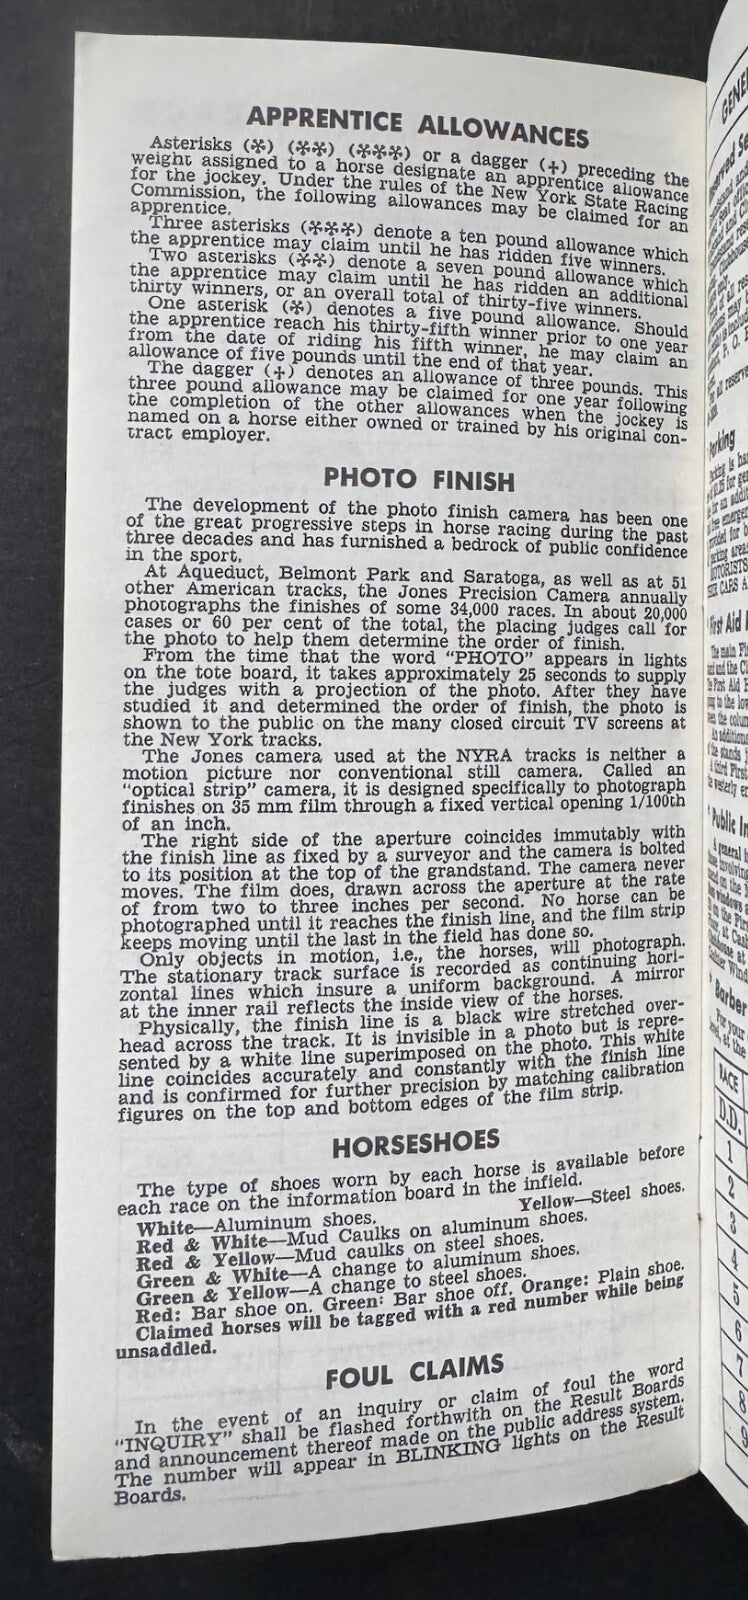 APPRENTICE ALLOWANCES
Asterisks (*) (**) (***) or a dagger (+) preceding the
weight assigned to a horse designate an apprentice allowance
for the jockey. Under the rules of the New York State Racing
Commission, the following allowances may be claimed for an
apprentice.
Three asterisks (***) denote a ten pound allowance which
the apprentice may claim until he has ridden five winners.
Two asterisks (**) denote a seven pound allowance which
the apprentice may claim until he has ridden an additional
thirty winners, or an overall total of thirty-five winners.
One asterisk (*) denotes a five pound allowance. Should
the apprentice reach his thirty-fifth winner prior to one year
from the date of riding his fifth winner, he may claim an
allowance of five pounds until the end of that year.
The dagger (+) denotes an allowance of three pounds. This
three pound allowance may be claimed for one year following
the completion of the other allowances when the jockey is
named on a horse either owned or trained by his original con-
tract employer.
PHOTO FINISH
The development of the photo finish camera has been one
of the great progressive steps in horse racing during the past
three decades and has furnished a bedrock of public confidence
in the sport.
At Aqueduct, Belmont Park and Saratoga, as well as at 51
other American tracks, the Jones Precision Camera annually
photographs the finishes of some 34,000 races. In about 20,000
cases or 60 per cent of the total, the placing judges call for
the photo to help them determine the order of finish.
From the time that the word "PHOTO" appears in lights
on the tote board, it takes approximately 25 seconds to supply
the judges with a projection of the photo. After they have
studied it and determined the order of finish, the photo is
shown to the public on the many closed circuit TV screens at
the New York tracks.
The Jones camera used at the NYRA tracks is neither a
motion picture nor conventional still camera. Called an
"optical strip" camera, it is designed specifically to photograph
finishes on 35 mm film through a fixed vertical opening 1/100th
of an inch.
The right side of the aperture coincides immutably with
the finish line as fixed by a surveyor and the camera is bolted
to its position at the top of the grandstand. The camera never
moves. The film does, drawn across the aperture at the rate
of from two to three inches per second. No horse can be
photographed until it reaches the finish line, and the film strip
keeps moving until the last in the field has done so.
Only objects in motion, i.e., the horses, will photograph.
The stationary track surface is recorded as continuing hori-
zontal lines which insure a uniform background. A mirror
at the inner rail reflects the inside view of the horses.
Physically, the finish line is a black wire stretched over-
head across the track. It is invisible in a photo but is repre-
sented by a white line superimposed on the photo. This white
line coincides accurately and constantly with the finish line
and is confirmed for further precision by matching calibration
figures on the top and bottom edges of the film strip.
HORSESHOES
The type of shoes worn by each horse is available before
each race on the information board in the infield.
White—Aluminum shoes. Yellow—Steel shoes.
Red & White—Mud Caulks on aluminum shoes.
Red & Yellow—Mud caulks on steel shoes.
Green & White—A change to aluminum shoes.
Green & Yellow—A change to steel shoes.
Red: Bar shoe on. Green: Bar shoe off. Orange: Plain shoe.
Claimed horses will be tagged with a red number while being
unsaddled.
FOUL CLAIMS
In the event of an inquiry or claim of foul the word
"INQUIRY" shall be flashed forthwith on the Result Boards
and announcement thereof made on the public address system.
The number will appear in BLINKING lights on the Result
Boards.
Parking
First Aid
Public
Barber
RACE
D.D.
1
2
3
4
5
6
7
8
9